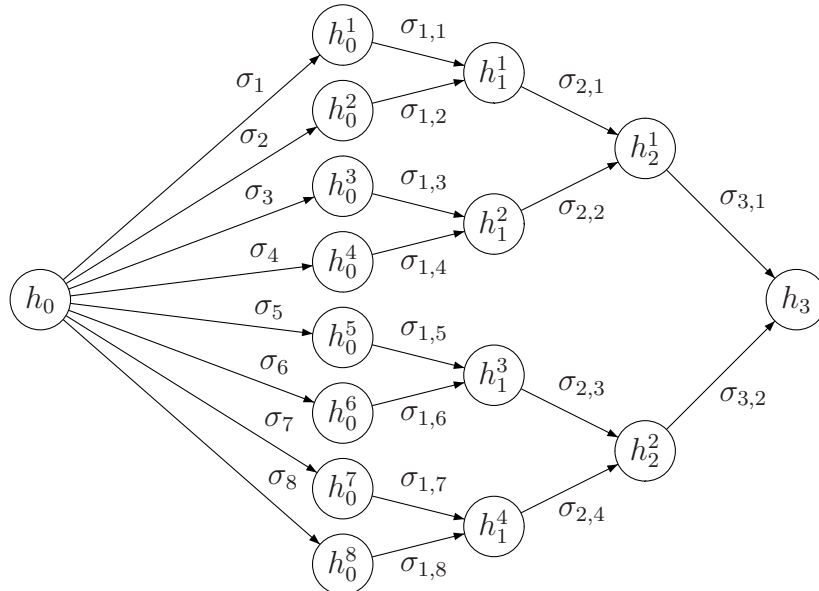 h_0^1
σ_{1,1}
h_1^1
σ_1
σ_{2,1}
h_0^2
σ_{1,2}
σ_2
h_2^1
h_0^3
σ_{1,3}
σ_3
σ_{3,1}
σ_{2,2}
h_1^2
σ_4
h_0^4
σ_{1,4}
h_0
h_3
σ_5
h_0^5
σ_{1,5}
σ_6
h_1^3
σ_{2,3}
σ_{3,2}
h_0^6
σ_{1,6}
σ_7
h_2^2
σ_8
h_0^7
σ_{1,7}
σ_{2,4}
h_1^4
h_0^8
σ_{1,8}